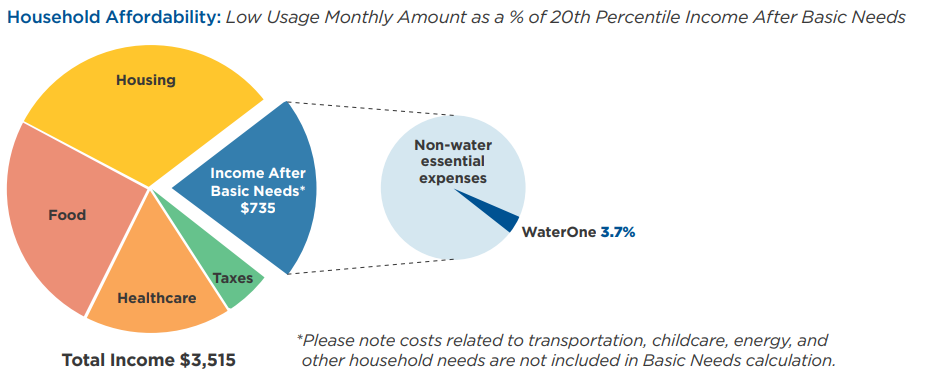 Household Affordability: Low Usage Monthly Amount as a % of 20th Percentile Income After Basic Needs
Housing
Non-water
essential
expenses
Income After
Basic Needs*
$735
Food
WaterOne 3.7%
Taxes
Healthcare
*Please note costs related to transportation, childcare, energy, and
other household needs are not included in Basic Needs calculation.
Total Income $3,515